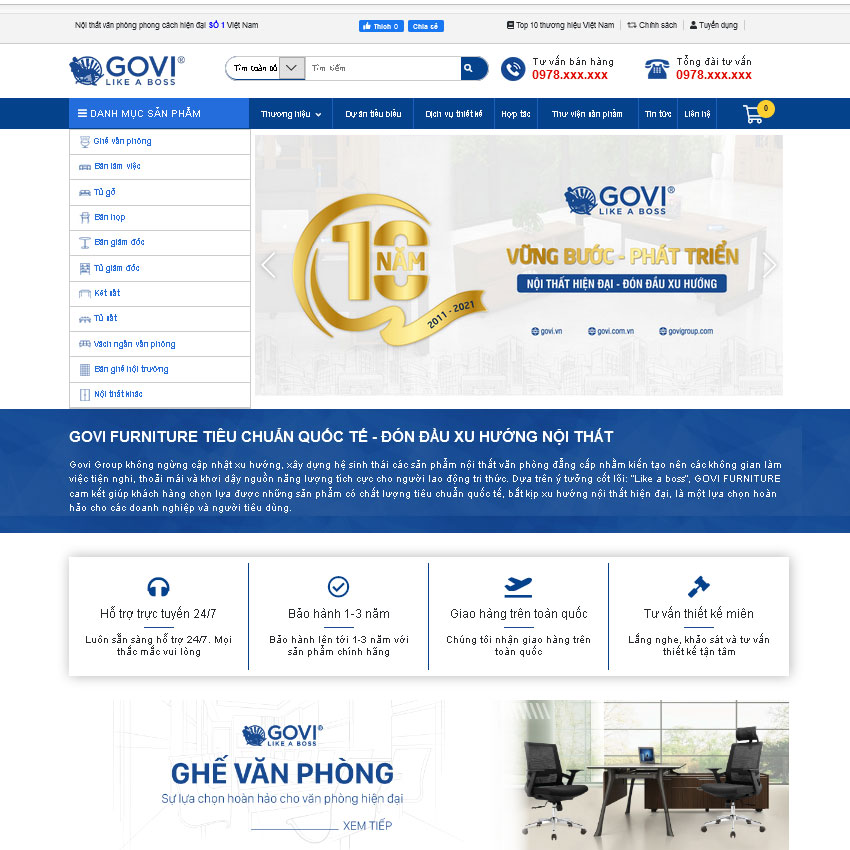 Nội thất văn phòng phong cách hiện đại SỐ 1 Việt Nam
Thích 0
Chia sẻ
Top 10 thương hiệu Việt Nam
Chính sách
Tuyển dụng
GOVI®
LIKE A BOSS
Tìm toàn bộ
Tìm kiếm
Tư vấn bán hàng
0978.xxx.xxx
Tổng đài tư vấn
0978.xxx.xxx
DANH MỤC SẢN PHẨM
Thương hiệu
Dự án tiêu biểu
Dịch vụ thiết kế
Hợp tác
Thư viện sản phẩm
Tin tức
Liên hệ
0
Ghế văn phòng
Bàn làm việc
Tủ gỗ
Bàn họp
Bàn giám đốc
Tủ giám đốc
Két sắt
Tủ sắt
Vách ngăn văn phòng
Bàn ghế hội trường
Nội thất khác
10
NĂM
2011 - 2021
GOVI®
LIKE A BOSS
VỮNG BƯỚC - PHÁT TRIỂN
NỘI THẤT HIỆN ĐẠI - ĐÓN ĐẦU XU HƯỚNG
govi.vn
govi.com.vn
govigroup.com
GOVI FURNITURE TIÊU CHUẨN QUỐC TẾ - ĐÓN ĐẦU XU HƯỚNG NỘI THẤT
Govi Group không ngừng cập nhật xu hướng, xây dựng hệ sinh thái các sản phẩm nội thất văn phòng đẳng cấp nhằm kiến tạo nên các không gian làm
việc tiện nghi, thoải mái và khơi dậy nguồn năng lượng tích cực cho người lao động tri thức. Dựa trên ý tưởng cốt lõi: "Like a boss", GOVI FURNITURE
cam kết giúp khách hàng chọn lựa được những sản phẩm có chất lượng tiêu chuẩn quốc tế, bắt kịp xu hướng nội thất hiện đại, là một lựa chọn hoàn
hảo cho các doanh nghiệp và người tiêu dùng.
Hỗ trợ trực tuyến 24/7
Luôn sẵn sàng hỗ trợ 24/7. Mọi
thắc mắc vui lòng
Bảo hành 1-3 năm
Bảo hành lên tới 1-3 năm với
sản phẩm chính hãng
Giao hàng trên toàn quốc
Chúng tôi nhận giao hàng trên
toàn quốc
Tư vấn thiết kế miễn
Lắng nghe, khảo sát và tư vấn
thiết kế tận tâm
GOVI®
LIKE A BOSS
GHẾ VĂN PHÒNG
Sự lựa chọn hoàn hảo cho văn phòng hiện đại
XEM TIẾP